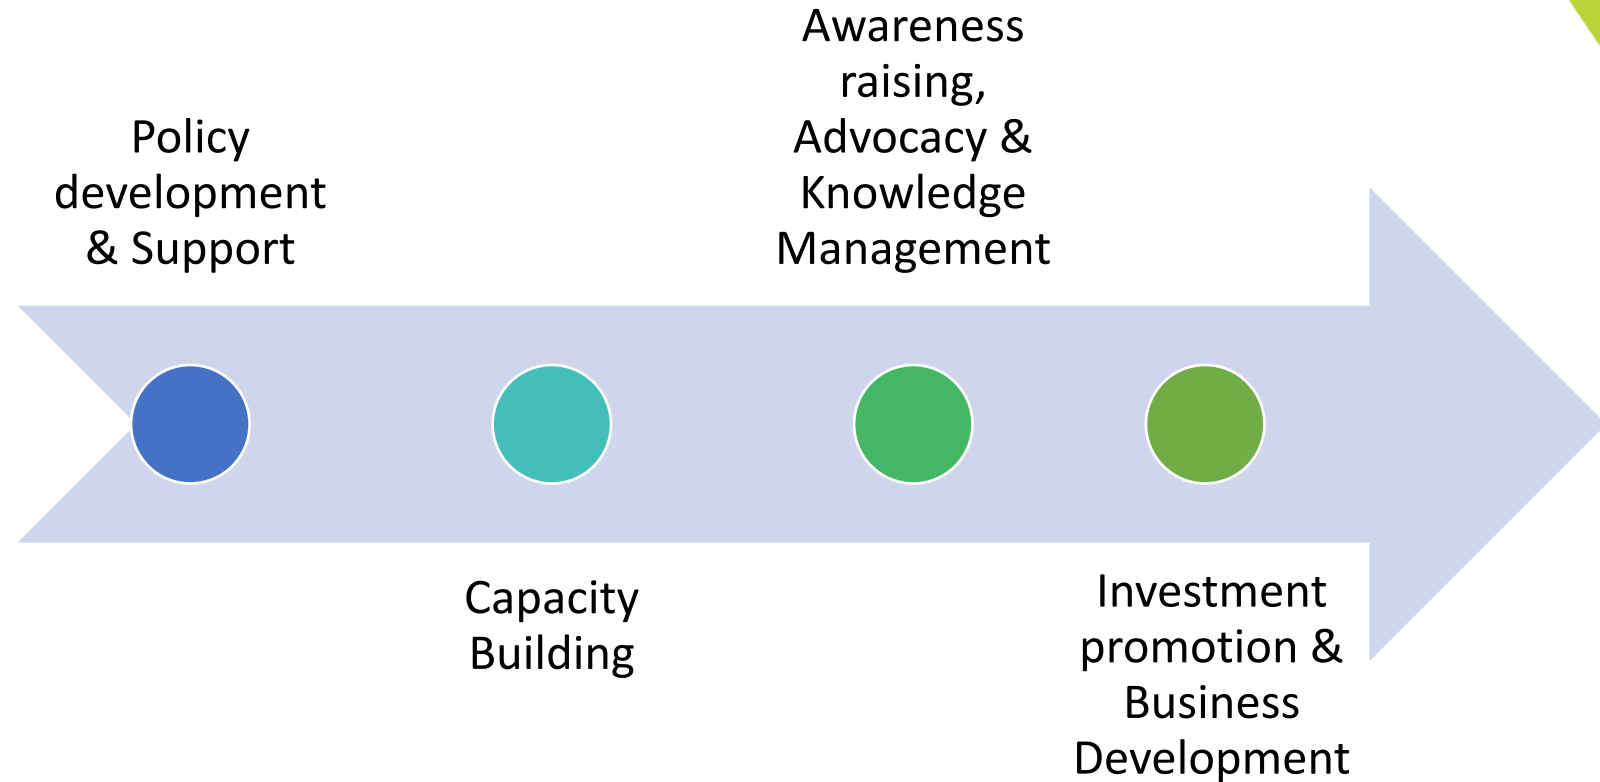 Policy
development
& Support
Capacity
Building
Awareness
raising,
Advocacy &
Knowledge
Management
Investment
promotion &
Business
Development